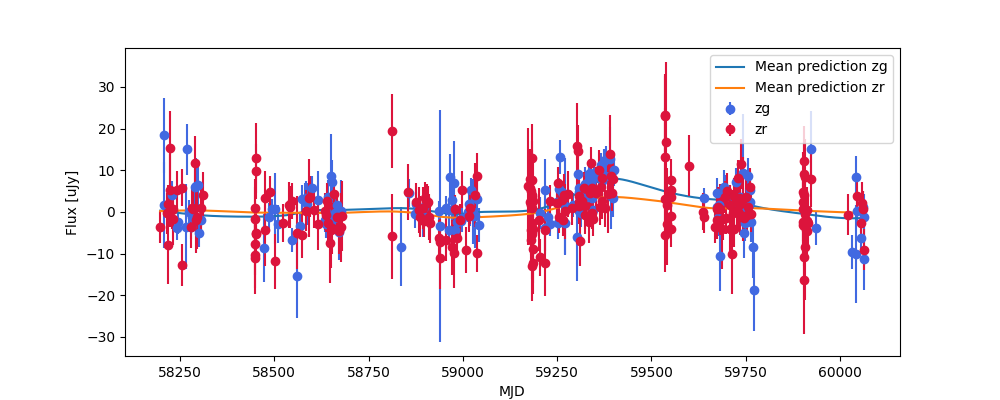 Mean prediction zg
Mean prediction zr
zg
zr
Flux [uJy]
30
20
10
0
−10
−20
−30
58250
58500
58750
59000
59250
59500
59750
60000
MJD